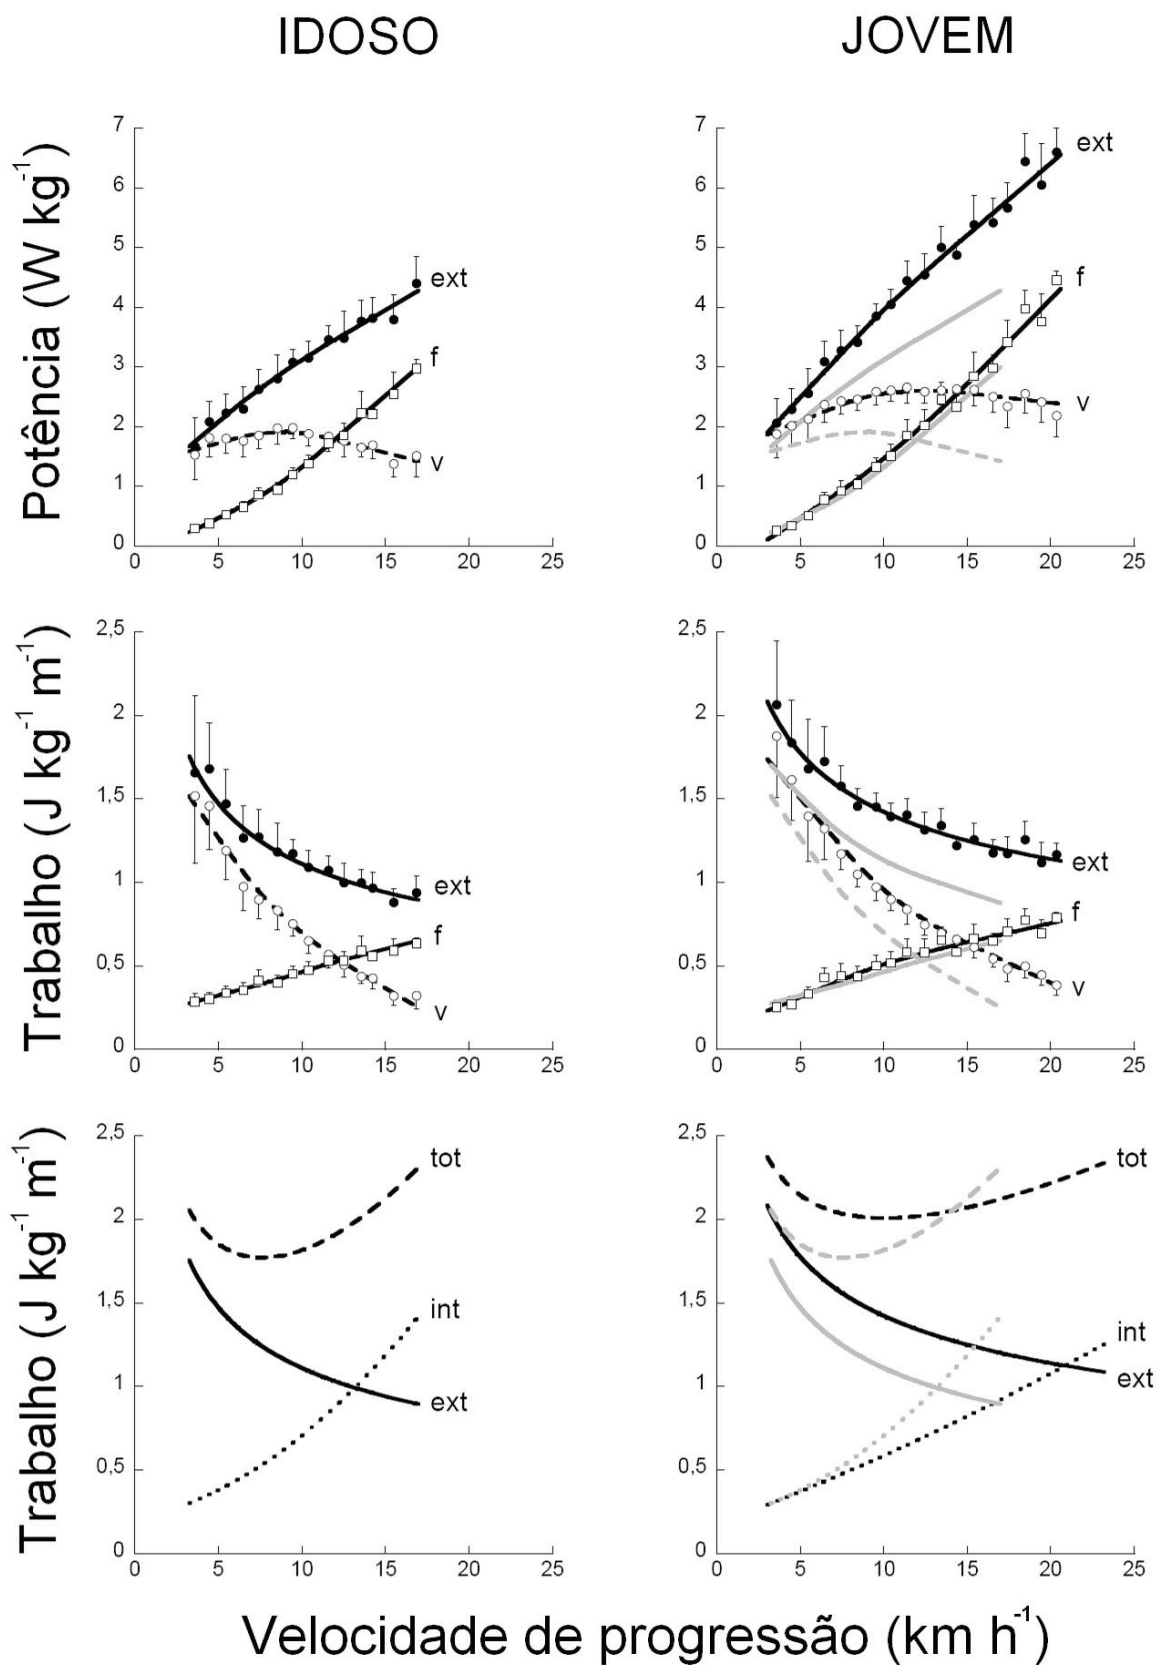 IDOSO
JOVEM
Potência (W kg⁻¹)
7
6
5
4
3
2
1
0
0 5 10 15 20 25
ext
f
v
7
6
5
4
3
2
1
0
0 5 10 15 20 25
ext
f
v
Trabalho (J kg⁻¹ m⁻¹)
2,5
2
1,5
1
0,5
0
0 5 10 15 20 25
ext
f
v
2,5
2
1,5
1
0,5
0
0 5 10 15 20 25
ext
f
v
Trabalho (J kg⁻¹ m⁻¹)
2,5
2
1,5
1
0,5
0
0 5 10 15 20 25
tot
int
ext
2,5
2
1,5
1
0,5
0
0 5 10 15 20 25
tot
int
ext
Velocidade de progressão (km h⁻¹)